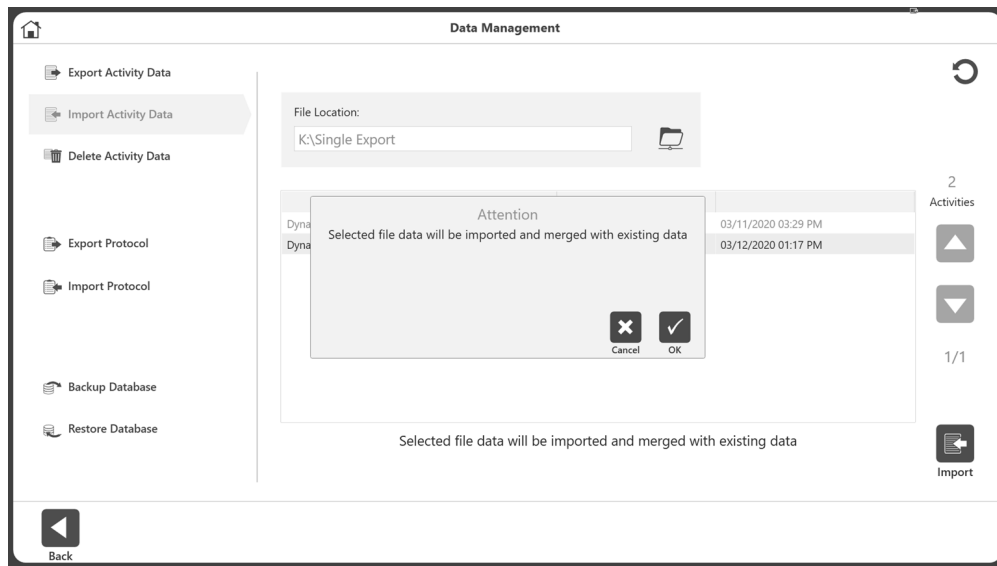 Data Management
Export Activity Data
Import Activity Data
Delete Activity Data
Export Protocol
Import Protocol
Backup Database
Restore Database
File Location:
K:\Single Export
Dyna
03/11/2020 03:29 PM
Dyna
03/12/2020 01:17 PM
Attention
Selected file data will be imported and merged with existing data
Cancel
OK
Selected file data will be imported and merged with existing data
2
Activities
1/1
Import
Back